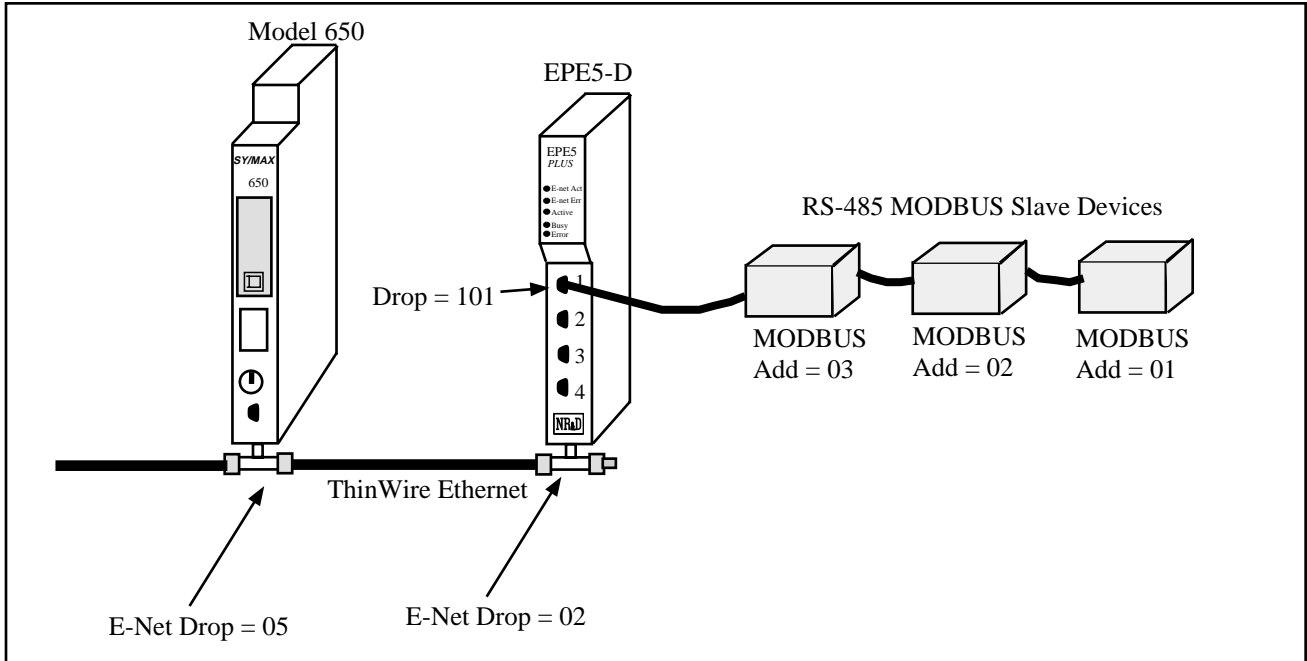 Model 650
EPE5-D
SY/MAX
650
EPE5
PLUS
E-net Act
E-net Err
Active
Busy
Error
RS-485 MODBUS Slave Devices
Drop = 101
1
2
3
4
NR&D
MODBUS
Add = 03
MODBUS
Add = 02
MODBUS
Add = 01
ThinWire Ethernet
E-Net Drop = 05
E-Net Drop = 02